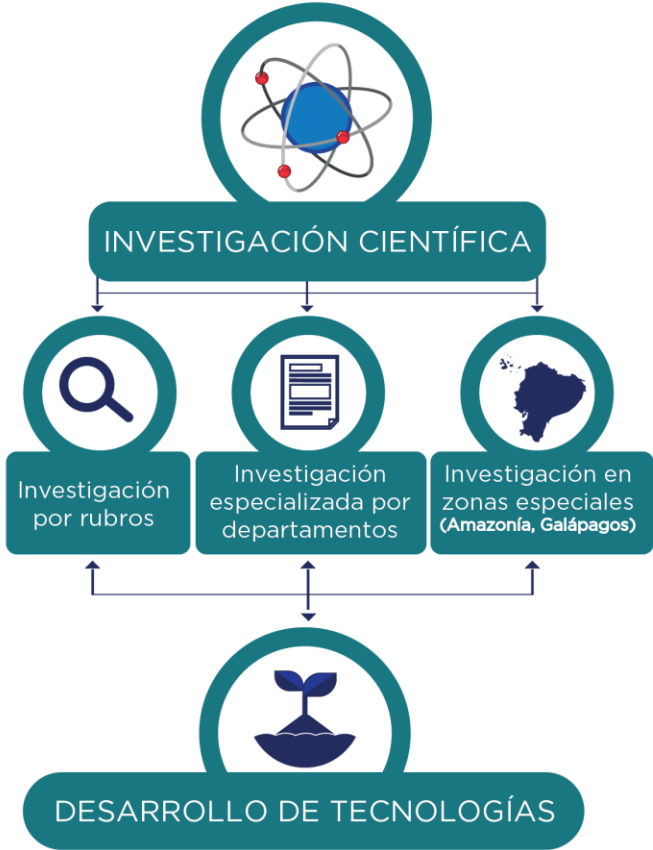 INVESTIGACIÓN CIENTÍFICA
Investigación
por rubros
Investigación
especializada por
departamentos
Investigación en
zonas especiales
(Amazonía, Galápagos)
DESARROLLO DE TECNOLOGÍAS